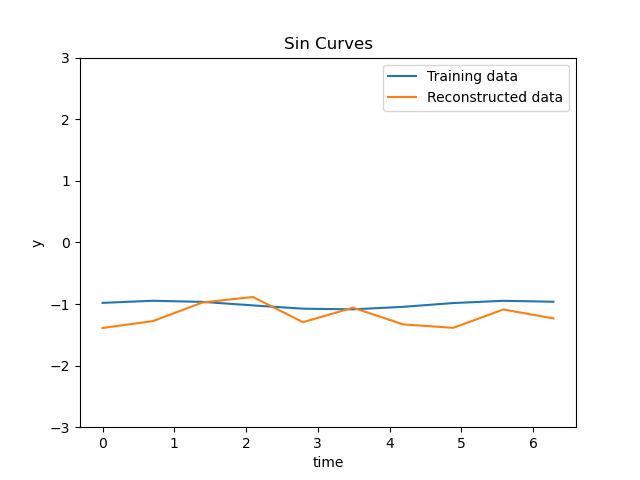 Sin Curves
Training data
Reconstructed data
3
2
1
0
−1
−2
−3
y
0 1 2 3 4 5 6
time